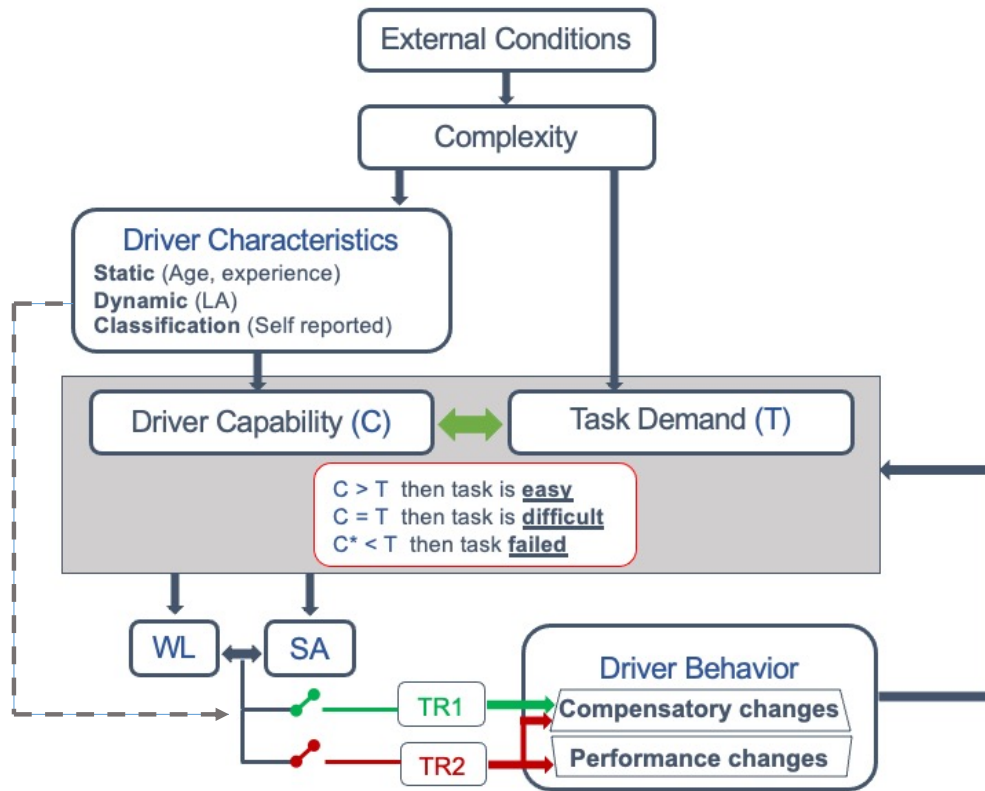 External Conditions
Complexity
Driver Characteristics
Static (Age, experience)
Dynamic (LA)
Classification (Self reported)
Driver Capability (C)
Task Demand (T)
C > T then task is easy
C = T then task is difficult
C* < T then task failed
WL
SA
Driver Behavior
TR1
Compensatory changes
TR2
Performance changes